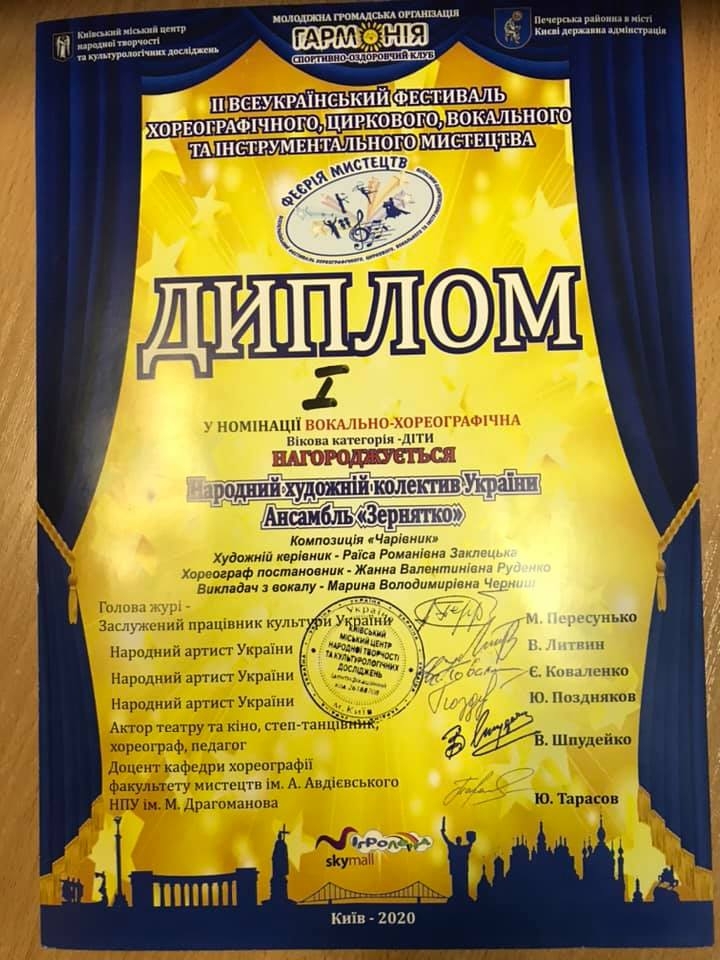 Київський міський центр
народної творчості
та культурологічних досліджень
МОЛОДІЖНА ГРОМАДСЬКА ОРГАНІЗАЦІЯ
ГАРМОНІЯ
СПОРТИВНО-ОЗДОРОВЧИЙ КЛУБ
Печерська районна в місті
Києві державна адміністрація
II ВСЕУКРАЇНСЬКИЙ ФЕСТИВАЛЬ
ХОРЕОГРАФІЧНОГО, ЦИРКОВОГО, ВОКАЛЬНОГО
ТА ІНСТРУМЕНТАЛЬНОГО МИСТЕЦТВА
ФЕЄРІЯ МИСТЕЦТВ
ДИПЛОМ
I
У НОМІНАЦІЇ ВОКАЛЬНО-ХОРЕОГРАФІЧНА
Вікова категорія -ДІТИ
НАГОРОДЖУЄТЬСЯ
Народний художній колектив України
Ансамбль «Зернятко»
Композиція «Чарівник»
Художній керівник - Раїса Романівна Заклецька
Хореограф постановник - Жанна Валентинівна Руденко
Викладач з вокалу - Марина Володимирівна Черниш
Голова журі -
Заслужений працівник культури України
М. Пересунько
Народний артист України
В. Литвин
Народний артист України
Є. Коваленко
Народний артист України
Ю. Поздняков
Актор театру та кіно, степ-танцівник,
хореограф, педагог
В. Шпудейко
Доцент кафедри хореографії
факультету мистецтв ім. А. Авдієвського
НПУ ім. М. Драгоманова
Ю. Тарасов
Україна
КИЇВСЬКИЙ
МІСЬКИЙ ЦЕНТР
НАРОДНОЇ ТВОРЧОСТІ
ТА КУЛЬТУРОЛОГІЧНИХ
ДОСЛІДЖЕНЬ
м. Київ
skymall
Ігроленд
Київ - 2020